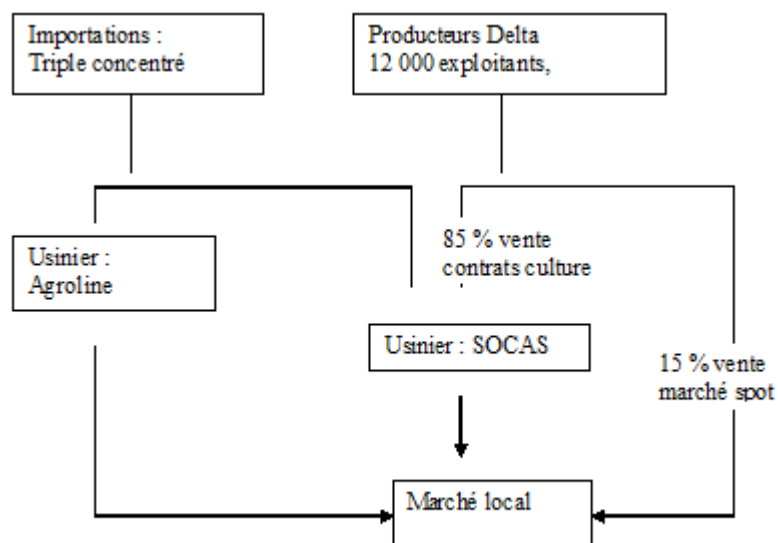 Importations :
Triple concentré
Producteurs Delta
12 000 exploitants,
Usinier :
Agroline
85 % vente
contrats culture
Usinier : SOCAS
15 % vente
marché spot
Marché local